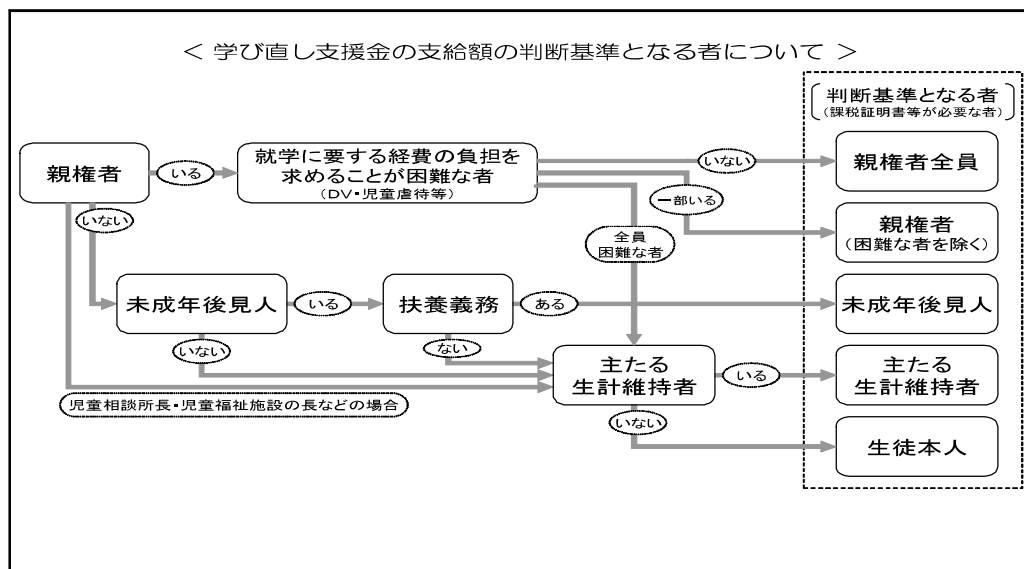 ＜ 学び直し支援金の支給額の判断基準となる者について ＞
判断基準となる者
(課税証明書等が必要な者)
親権者
いる
就学に要する経費の負担を
求めることが困難な者
(DV・児童虐待等)
いない
親権者全員
一部いる
親権者
(困難な者を除く)
いない
全員
困難な者
未成年後見人
いる
扶養義務
ある
未成年後見人
いない
ない
主たる
生計維持者
いる
主たる
生計維持者
児童相談所長・児童福祉施設の長などの場合
いない
生徒本人